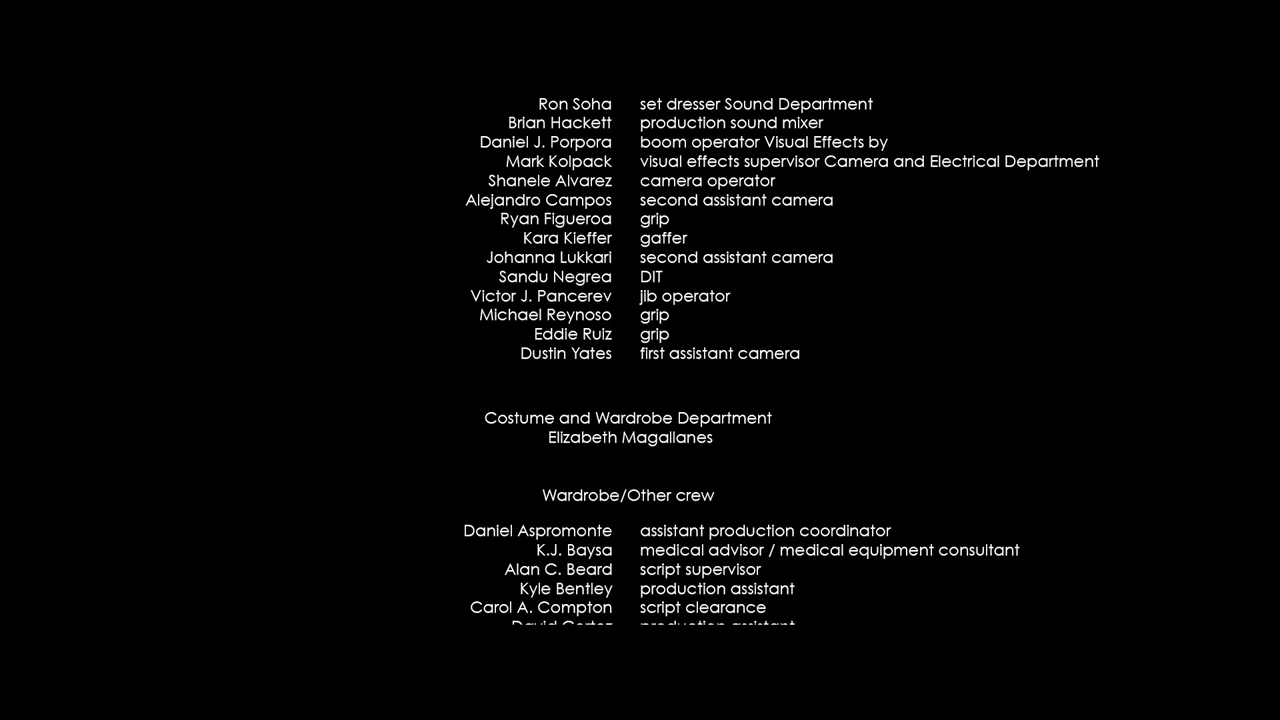 Ron Soha set dresser Sound Department
Brian Hackett production sound mixer
Daniel J. Porpora boom operator Visual Effects by
Mark Kolpack visual effects supervisor Camera and Electrical Department
Shanele Alvarez camera operator
Alejandro Campos second assistant camera
Ryan Figueroa grip
Kara Kieffer gaffer
Johanna Lukkari second assistant camera
Sandu Negrea DIT
Victor J. Pancerev jib operator
Michael Reynoso grip
Eddie Ruiz grip
Dustin Yates first assistant camera
Costume and Wardrobe Department
Elizabeth Magallanes
Wardrobe/Other crew
Daniel Aspromonte assistant production coordinator
K.J. Baysa medical advisor / medical equipment consultant
Alan C. Beard script supervisor
Kyle Bentley production assistant
Carol A. Compton script clearance
David Cortez production assistant